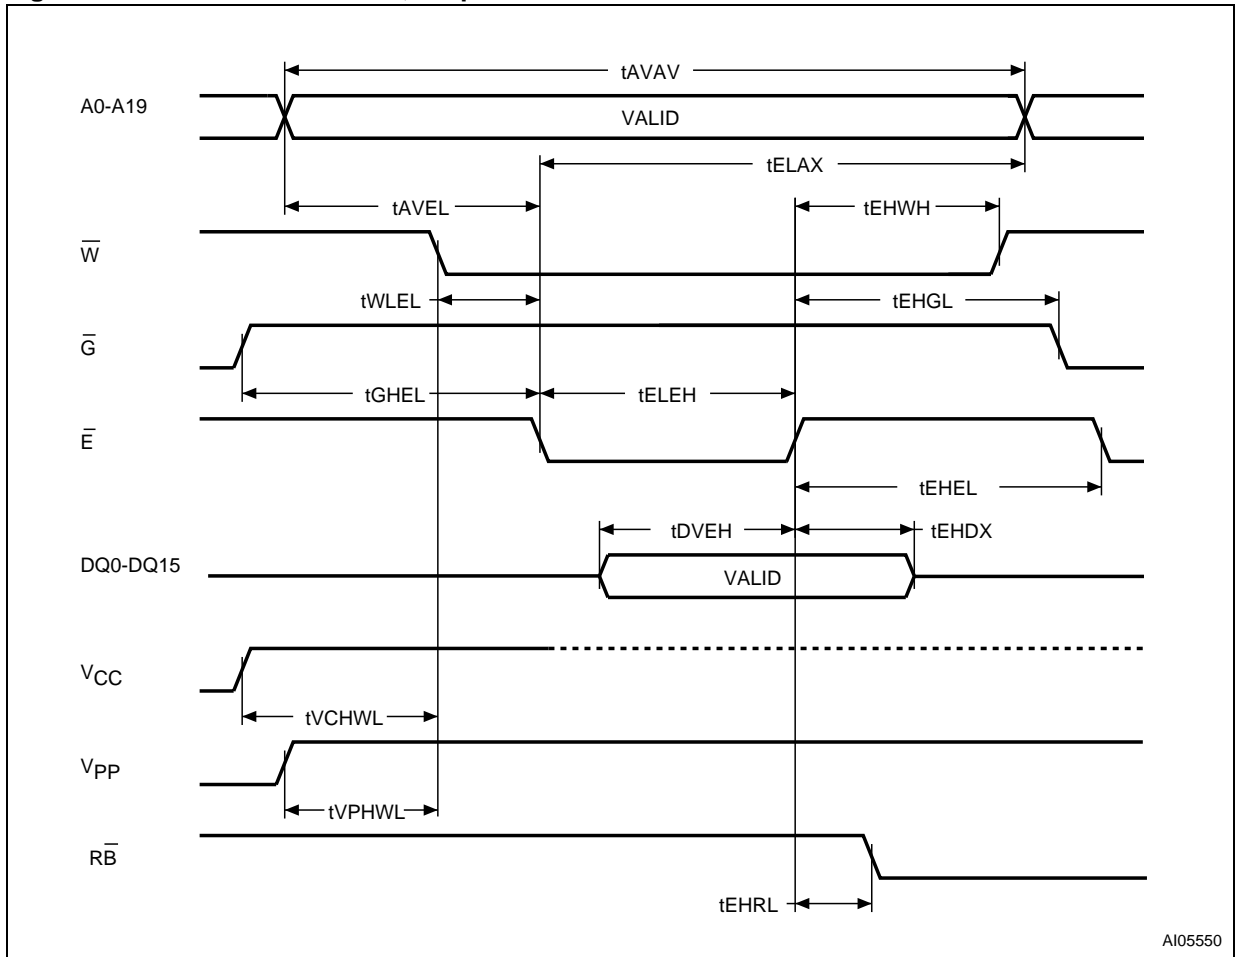 tAVAV
A0-A19
VALID
tELAX
tAVEL
tEHWH
W̅
tWLEL
tEHGL
G̅
tGHEL
tELEH
E̅
tEHEL
tDVEH
tEHDX
DQ0-DQ15
VALID
VCC
tVCHWL
VPP
tVPHWL
RB̅
tEHRL
AI05550